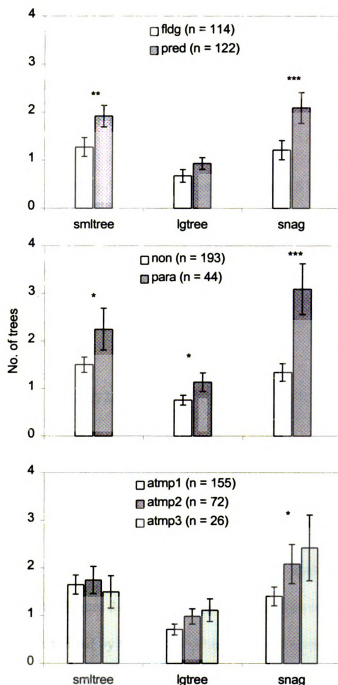 4
fldg (n = 114)
pred (n = 122)
3
***
**
2
1
0
smltree lgtree snag
4
non (n = 193)
***
para (n = 44)
3
*
2
*
1
0
No. of trees
4
atmp1 (n = 155)
atmp2 (n = 72)
atmp3 (n = 26)
3
*
2
1
0
smltree lgtree snag